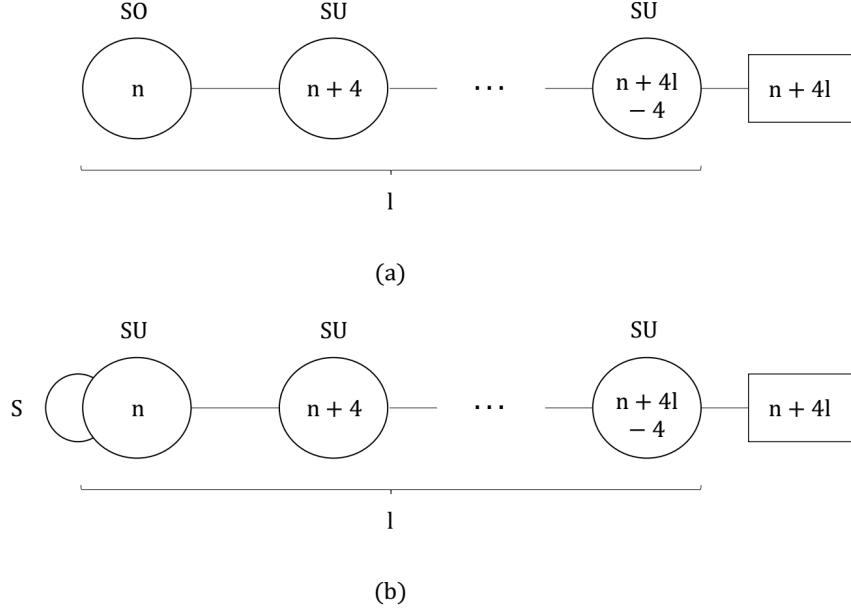 SO SU SU
n n + 4 ⋯ n + 4l − 4 n + 4l
l
(a)
SU SU SU
S n n + 4 ⋯ n + 4l − 4 n + 4l
l
(b)